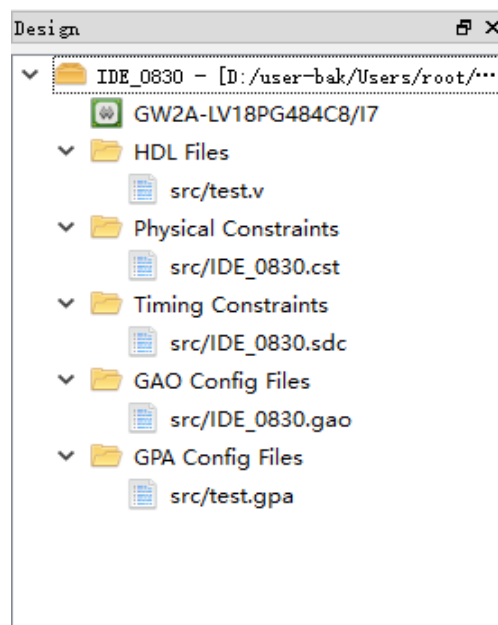 Design
IDE_0830 - [D:/user-bak/Users/root/···
GW2A-LV18PG484C8/I7
HDL Files
src/test.v
Physical Constraints
src/IDE_0830.cst
Timing Constraints
src/IDE_0830.sdc
GAO Config Files
src/IDE_0830.gao
GPA Config Files
src/test.gpa